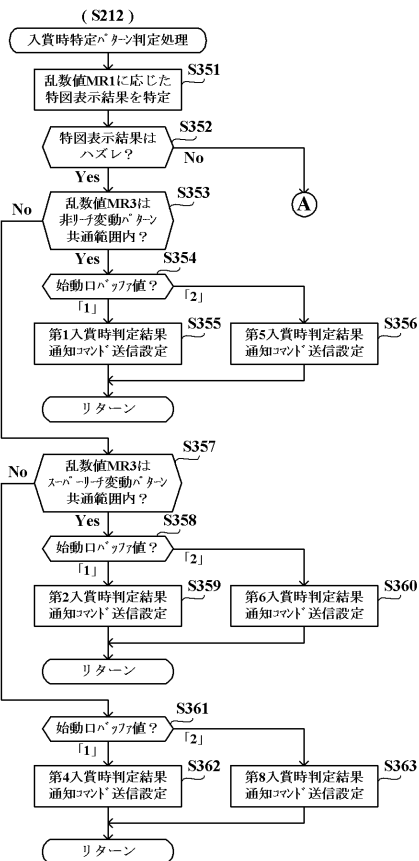 (S212)
入賞時特定ﾊﾟﾀｰﾝ判定処理
S351
乱数値MR1に応じた
特図表示結果を特定
S352
特図表示結果は
ハズレ？
No
Yes
A
S353
No
乱数値MR3は
非ﾘｰﾁ変動ﾊﾟﾀｰﾝ
共通範囲内？
Yes
S354
始動口ﾊﾞｯﾌｧ値？
「1」
「2」
S355
第1入賞時判定結果
通知ｺﾏﾝﾄﾞ送信設定
S356
第5入賞時判定結果
通知ｺﾏﾝﾄﾞ送信設定
リターン
S357
No
乱数値MR3は
ｽｰﾊﾟｰﾘｰﾁ変動ﾊﾟﾀｰﾝ
共通範囲内？
Yes
S358
始動口ﾊﾞｯﾌｧ値？
「1」
「2」
S359
第2入賞時判定結果
通知ｺﾏﾝﾄﾞ送信設定
S360
第6入賞時判定結果
通知ｺﾏﾝﾄﾞ送信設定
リターン
S361
始動口ﾊﾞｯﾌｧ値？
「1」
「2」
S362
第4入賞時判定結果
通知ｺﾏﾝﾄﾞ送信設定
S363
第8入賞時判定結果
通知ｺﾏﾝﾄﾞ送信設定
リターン